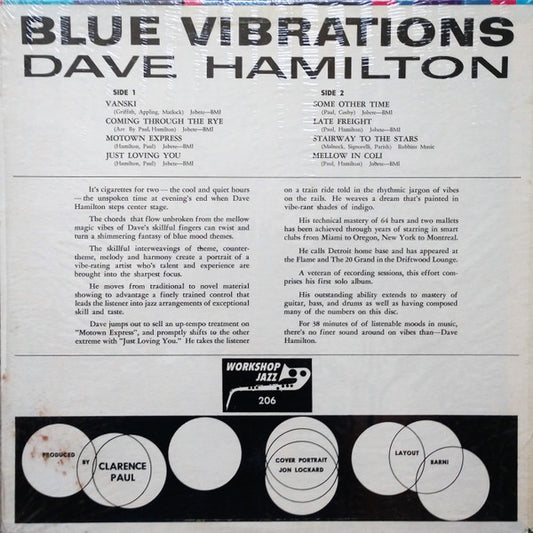 BLUE VIBRATIONS
DAVE HAMILTON
SIDE 1
VANSKI
(Griffith, Appling, Matlock) Jobete—BMI
COMING THROUGH THE RYE
(Arr. By Paul, Hamilton) Jobete—BMI
MOTOWN EXPRESS
(Hamilton, Paul) Jobete—BMI
JUST LOVING YOU
(Hamilton, Paul) Jobete—BMI
SIDE 2
SOME OTHER TIME
(Paul, Cosby) Jobete—BMI
LATE FREIGHT
(Paul, Hamilton) Jobete—BMI
STAIRWAY TO THE STARS
(Malneck, Signorelli, Parish) Robbins Music
MELLOW IN COLI
(Paul, Hamilton) Jobete—BMI
It's cigarettes for two — the cool and quiet hours
— the unspoken time at evening's end when Dave
Hamilton steps center stage.
The chords that flow unbroken from the mellow
magic vibes of Dave's skillful fingers can twist and
turn a shimmering fantasy of blue mood themes.
The skillful interweavings of theme, counter-
theme, melody and harmony create a portrait of a
vibe-rating artist who's talent and experience are
brought into the sharpest focus.
He moves from traditional to novel material
showing to advantage a finely trained control that
leads the listener into jazz arrangements of exceptional
skill and taste.
Dave jumps out to sell an up-tempo treatment on
"Motown Express", and promptly shifts to the other
extreme with "Just Loving You." He takes the listener
on a train ride told in the rhythmic jargon of vibes
on the rails. He weaves a dream that's painted in
vibe-rant shades of indigo.
His technical mastery of 64 bars and two mallets
has been achieved through years of starring in smart
clubs from Miami to Oregon, New York to Montreal.
He calls Detroit home base and has appeared at
the Flame and The 20 Grand in the Driftwood Lounge.
A veteran of recording sessions, this effort com-
prises his first solo album.
His outstanding ability extends to mastery of
guitar, bass, and drums as well as having composed
many of the numbers on this disc.
For 38 minutes of of listenable moods in music,
there's no finer sound around on vibes than—Dave
Hamilton.
WORKSHOP
JAZZ
206
PRODUCED
BY
CLARENCE
PAUL
COVER PORTRAIT
JON LOCKARD
LAYOUT
BARNI